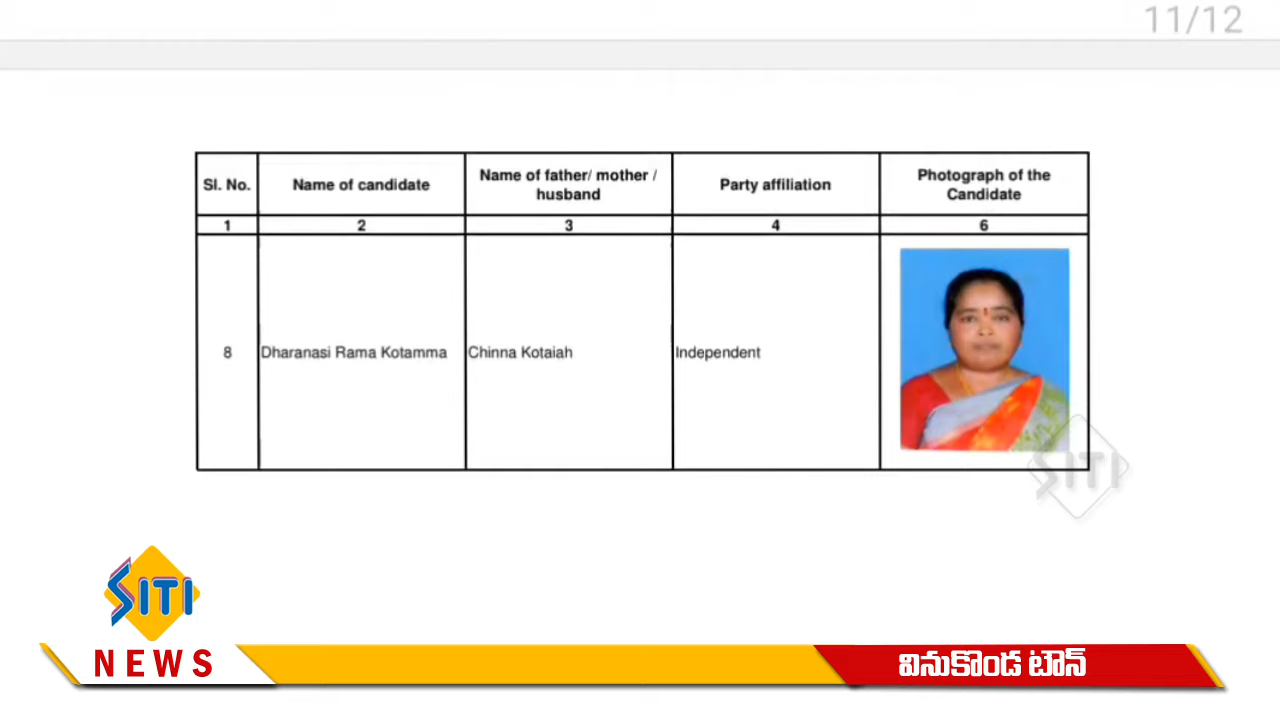 11/12
Sl. No.
Name of candidate
Name of father/ mother /
husband
Party affiliation
Photograph of the
Candidate
1
2
3
4
6
8
Dharanasi Rama Kotamma
Chinna Kotaiah
Independent
SITI
SITI
NEWS
వినుకొండ టౌన్